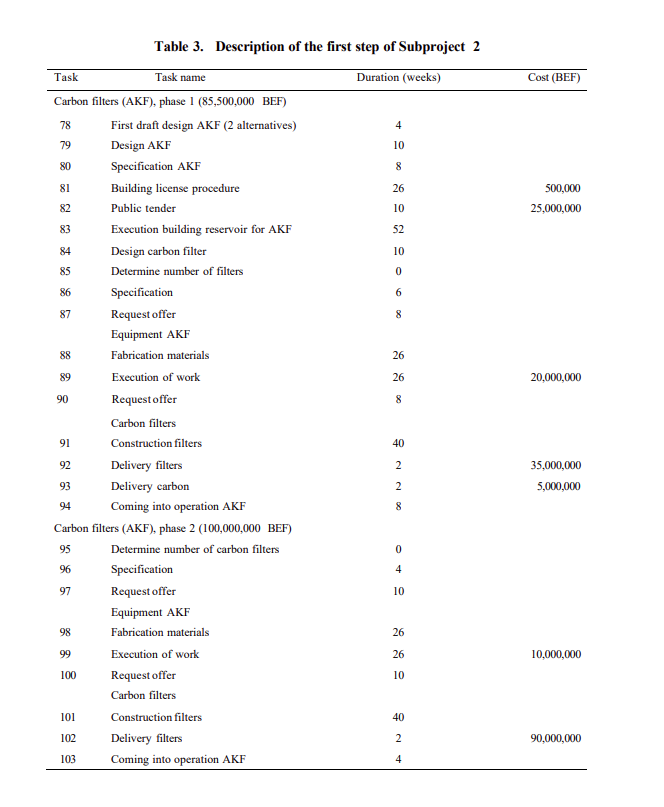 Table 3. Description of the first step of Subproject 2
Task Task name Duration (weeks) Cost (BEF)
Carbon filters (AKF), phase 1 (85,500,000 BEF)
78 First draft design AKF (2 alternatives) 4
79 Design AKF 10
80 Specification AKF 8
81 Building license procedure 26 500,000
82 Public tender 10 25,000,000
83 Execution building reservoir for AKF 52
84 Design carbon filter 10
85 Determine number of filters 0
86 Specification 6
87 Request offer 8
Equipment AKF
88 Fabrication materials 26
89 Execution of work 26 20,000,000
90 Request offer 8
Carbon filters
91 Construction filters 40
92 Delivery filters 2 35,000,000
93 Delivery carbon 2 5,000,000
94 Coming into operation AKF 8
Carbon filters (AKF), phase 2 (100,000,000 BEF)
95 Determine number of carbon filters 0
96 Specification 4
97 Request offer 10
Equipment AKF
98 Fabrication materials 26
99 Execution of work 26 10,000,000
100 Request offer 10
Carbon filters
101 Construction filters 40
102 Delivery filters 2 90,000,000
103 Coming into operation AKF 4